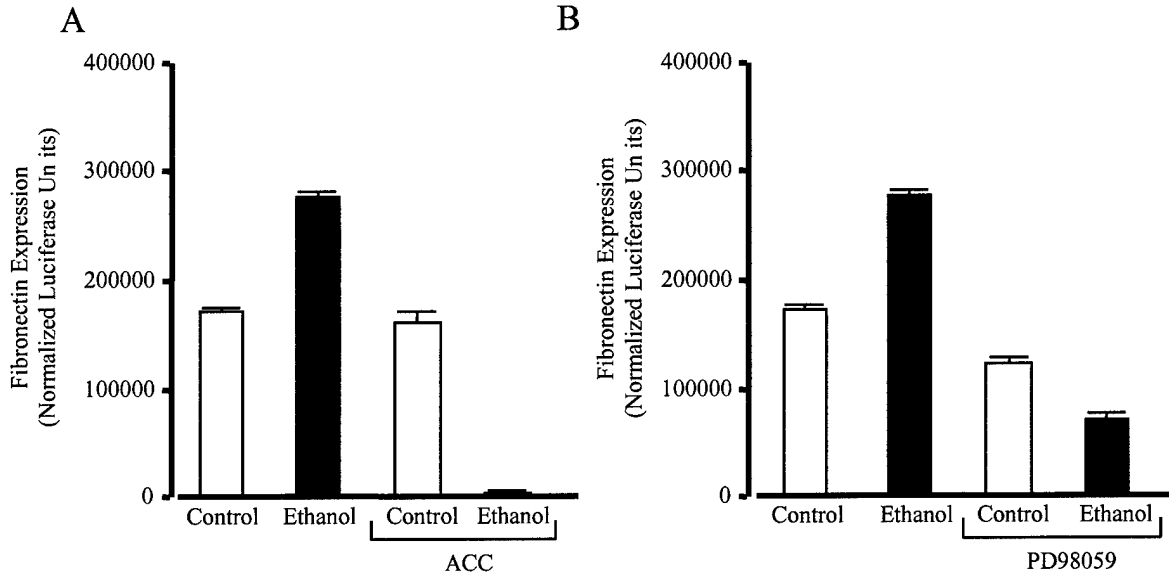 A
Fibronectin Expression
(Normalized Luciferase Un its)
400000
300000
200000
100000
0
Control Ethanol Control Ethanol
ACC
B
Fibronectin Expression
(Normalized Luciferase Un its)
400000
300000
200000
100000
0
Control Ethanol Control Ethanol
PD98059